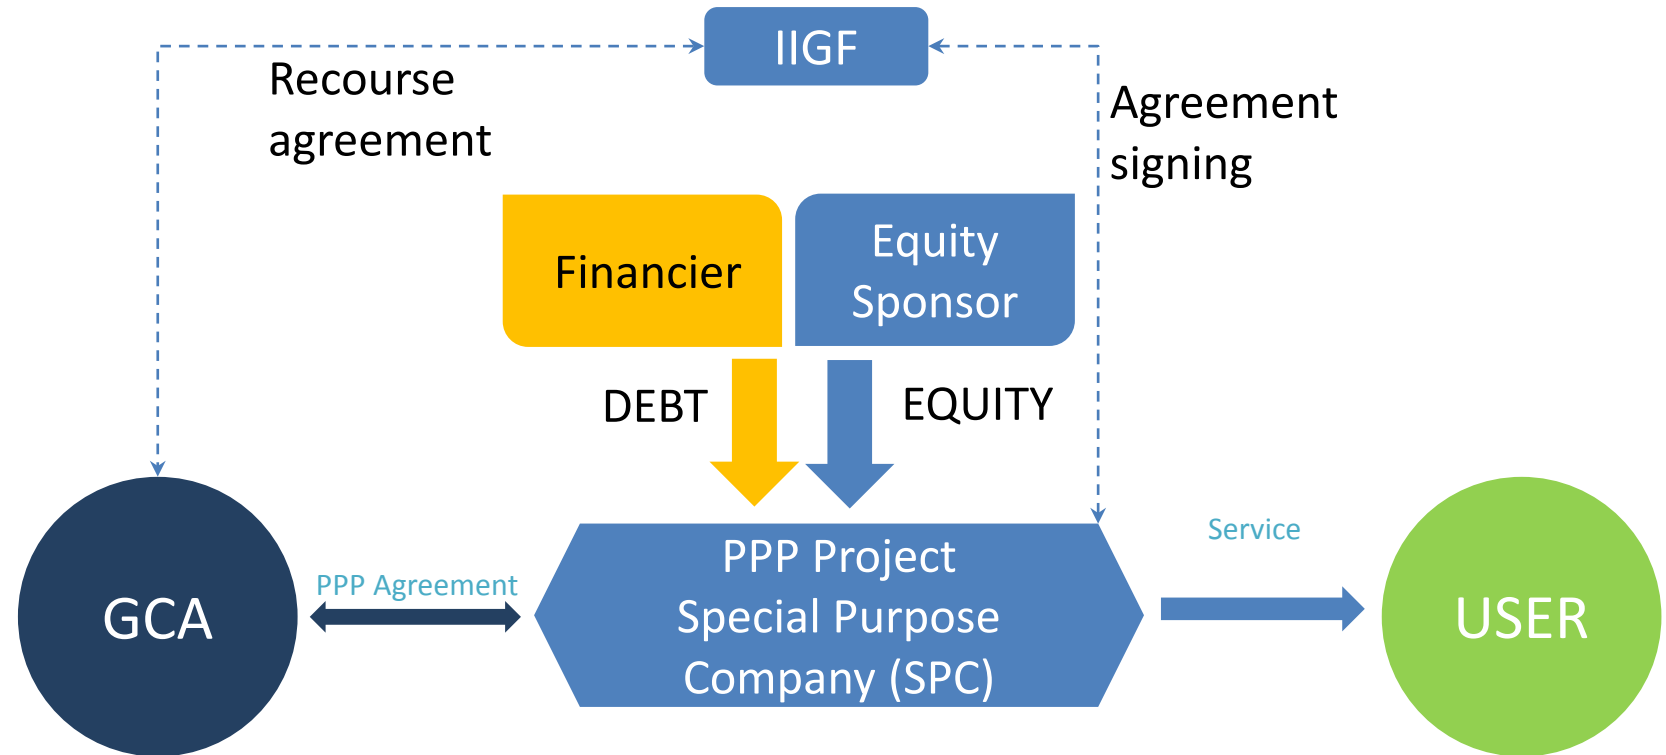 IIGF
Recourse
agreement
Agreement
signing
Financier
Equity
Sponsor
DEBT
EQUITY
GCA
PPP Agreement
PPP Project
Special Purpose
Company (SPC)
Service
USER